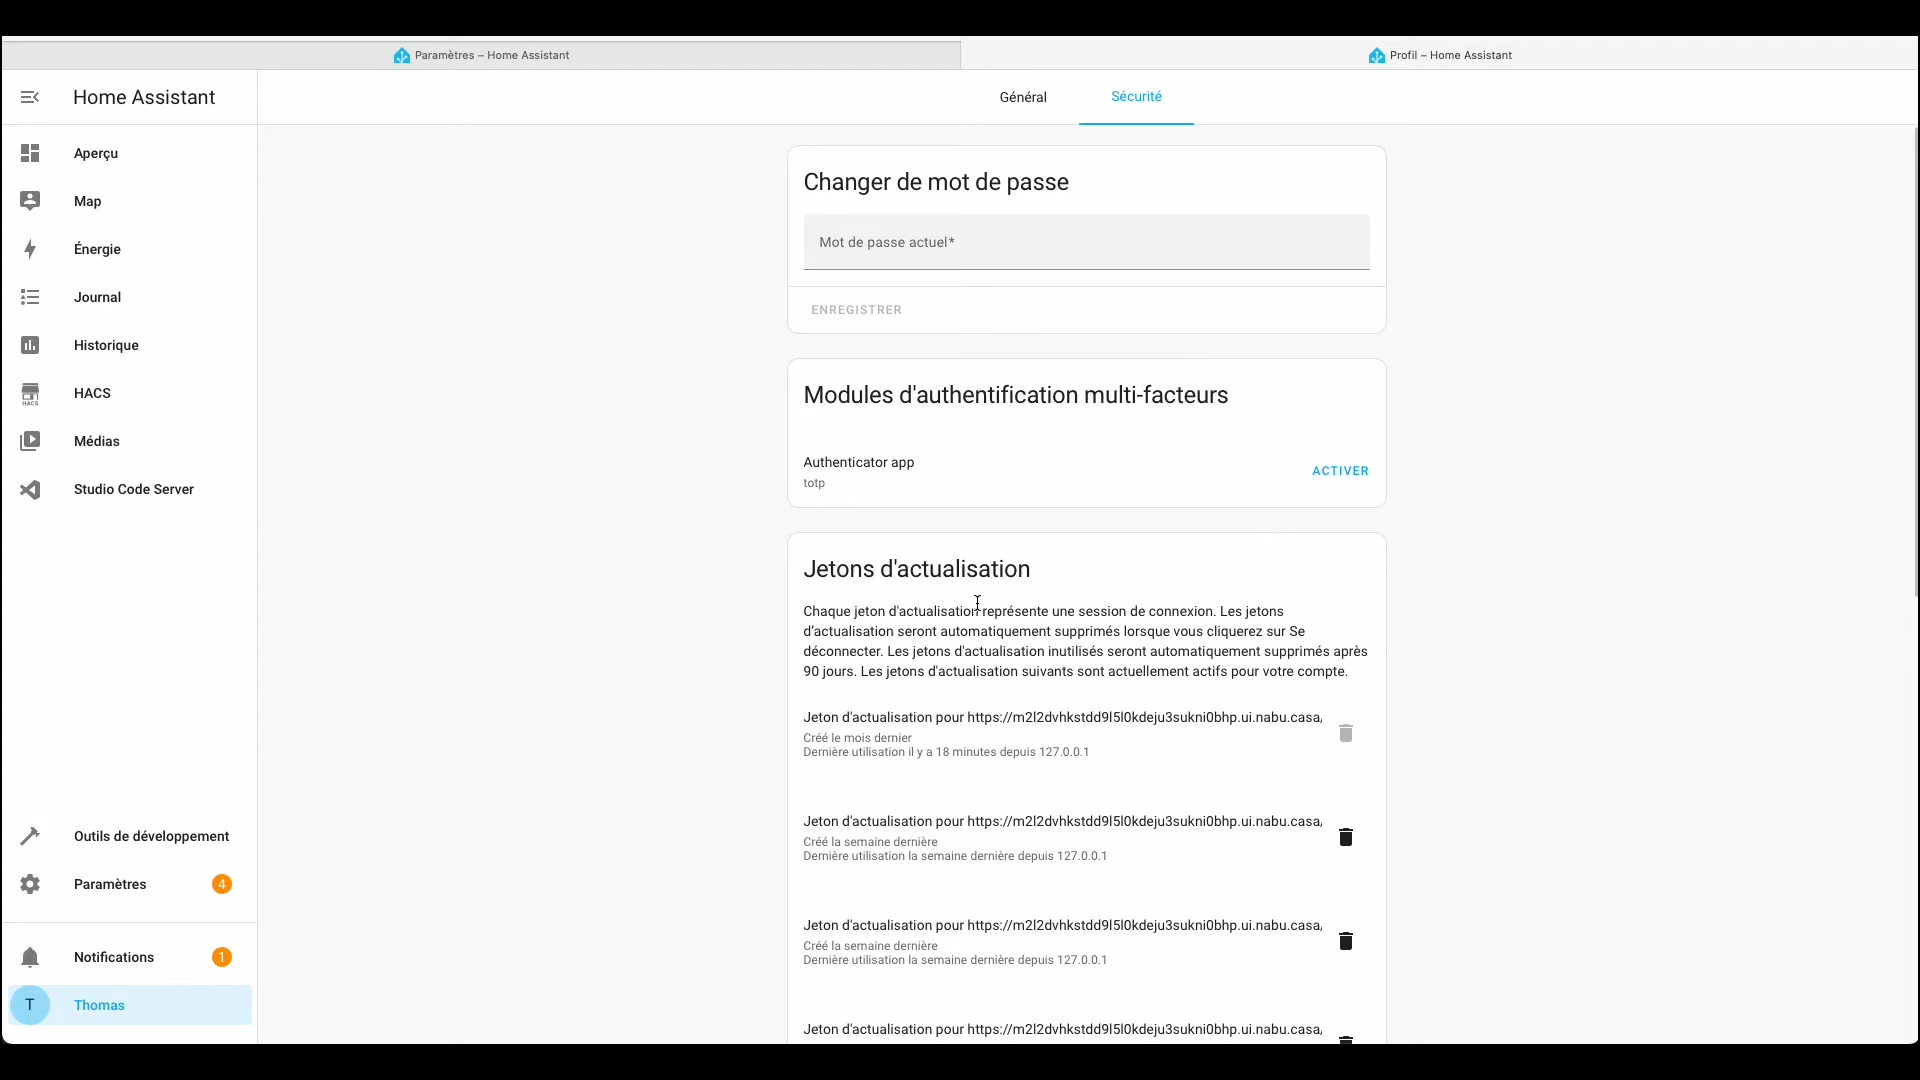 Paramètres – Home Assistant
Profil – Home Assistant
Home Assistant
Général
Sécurité
Aperçu
Map
Énergie
Journal
Historique
HACS
HACS
Médias
Studio Code Server
Outils de développement
Paramètres
4
Notifications
1
T
Thomas
Changer de mot de passe
Mot de passe actuel*
ENREGISTRER
Modules d'authentification multi-facteurs
Authenticator app
totp
ACTIVER
Jetons d'actualisation
Chaque jeton d'actualisation représente une session de connexion. Les jetons
d'actualisation seront automatiquement supprimés lorsque vous cliquerez sur Se
déconnecter. Les jetons d'actualisation inutilisés seront automatiquement supprimés après
90 jours. Les jetons d'actualisation suivants sont actuellement actifs pour votre compte.
Jeton d'actualisation pour https://m2l2dvhkstdd9l5l0kdeju3sukni0bhp.ui.nabu.casa,
Créé le mois dernier
Dernière utilisation il y a 18 minutes depuis 127.0.0.1
Jeton d'actualisation pour https://m2l2dvhkstdd9l5l0kdeju3sukni0bhp.ui.nabu.casa,
Créé la semaine dernière
Dernière utilisation la semaine dernière depuis 127.0.0.1
Jeton d'actualisation pour https://m2l2dvhkstdd9l5l0kdeju3sukni0bhp.ui.nabu.casa,
Créé la semaine dernière
Dernière utilisation la semaine dernière depuis 127.0.0.1
Jeton d'actualisation pour https://m2l2dvhkstdd9l5l0kdeju3sukni0bhp.ui.nabu.casa,